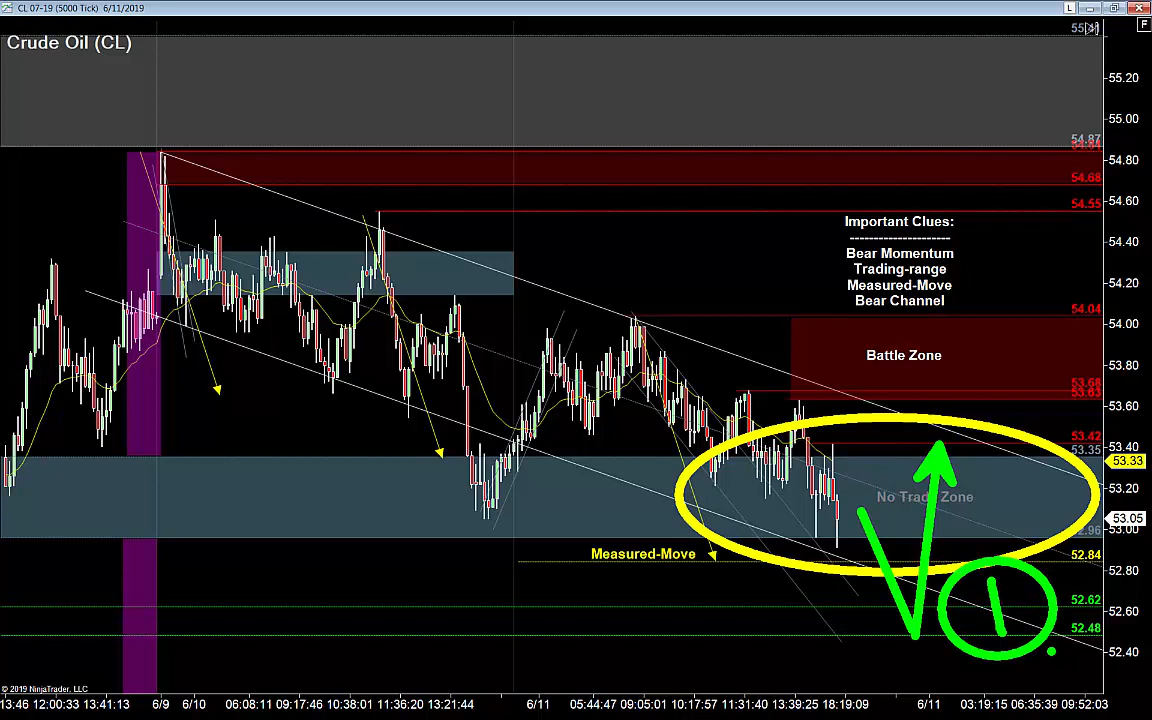 CL 07-19 (5000 Tick) 6/11/2019
L
F
Crude Oil (CL)
55.20
55.00
54.87
54.80
54.68
54.60
54.55
Important Clues:
--------------------
54.40
Bear Momentum
Trading-range
54.20
Measured-Move
Bear Channel
54.04
54.00
Battle Zone
53.80
53.68
53.63
53.60
53.42
53.40
53.35
53.33
53.20
No Trade Zone
53.05
53.00
52.96
Measured-Move
52.84
52.80
52.62
52.60
52.48
52.40
1
© 2019 NinjaTrader, LLC
13:46 12:00:33 13:41:13 6/9 6/10 06:08:11 09:17:46 10:38:01 11:36:20 13:21:44 6/11 05:44:47 09:05:01 10:17:57 11:31:40 13:39:25 18:19:09 6/11 03:19:15 06:35:39 09:52:03